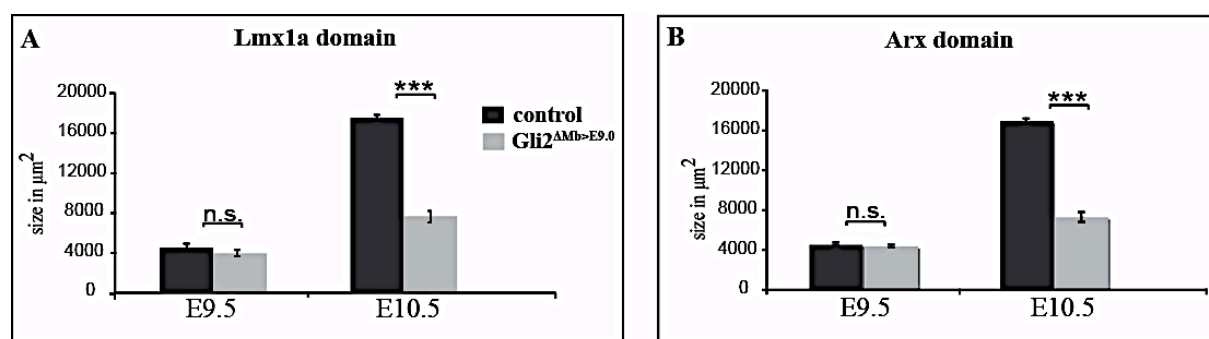 A
Lmx1a domain
size in μm²
20000
16000
12000
8000
4000
0
n.s.
***
control
Gli2ΔMb>E9.0
E9.5
E10.5
B
Arx domain
size in μm²
20000
16000
12000
8000
4000
0
n.s.
***
E9.5
E10.5